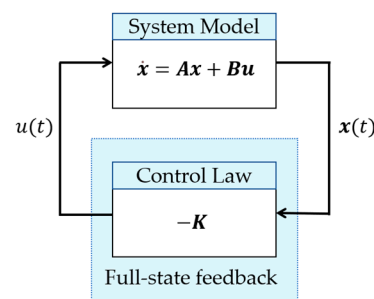 System Model
ẋ = Ax + Bu
u(t)
x(t)
Control Law
−K
Full-state feedback